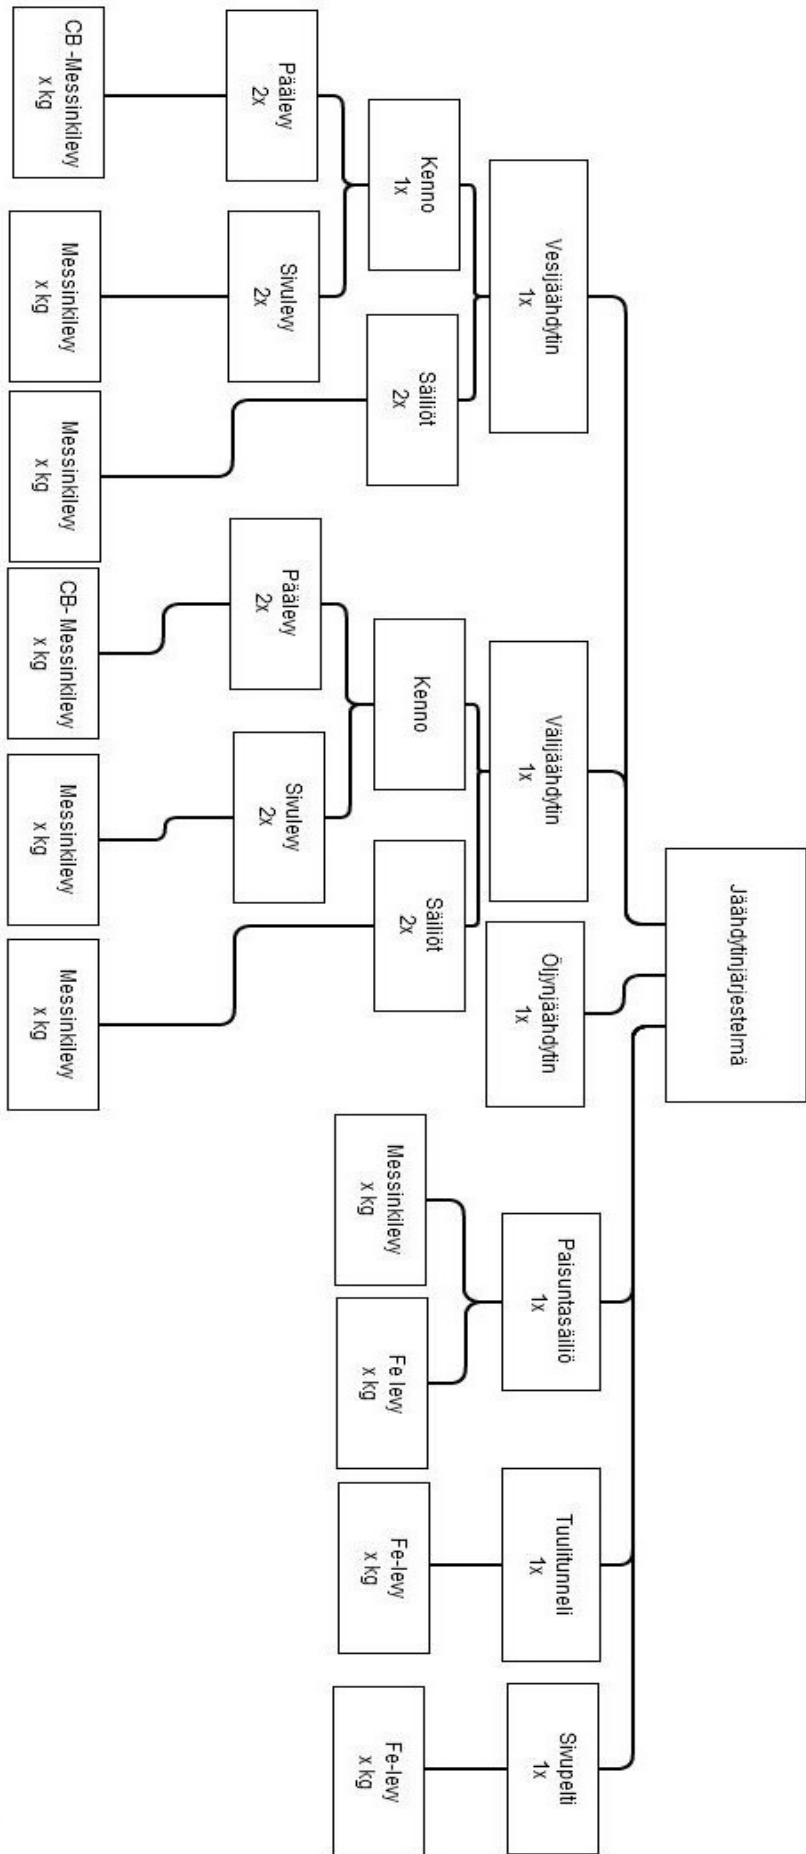 Jäähdytinjärjestelmä
Vesijäähdytin
1x
Välijäähdytin
1x
Öljynjäähdytin
1x
Paisuntasäiliö
1x
Tuulitunneli
1x
Sivupelti
1x
Kenno
1x
Säiliöt
2x
Kenno
Säiliöt
2x
Messinkilevy
x kg
Fe levy
x kg
Fe-levy
x kg
Fe-levy
x kg
Päälevy
2x
Sivulevy
2x
Päälevy
2x
Sivulevy
2x
CB -Messinkilevy
x kg
Messinkilevy
x kg
Messinkilevy
x kg
CB- Messinkilevy
x kg
Messinkilevy
x kg
Messinkilevy
x kg